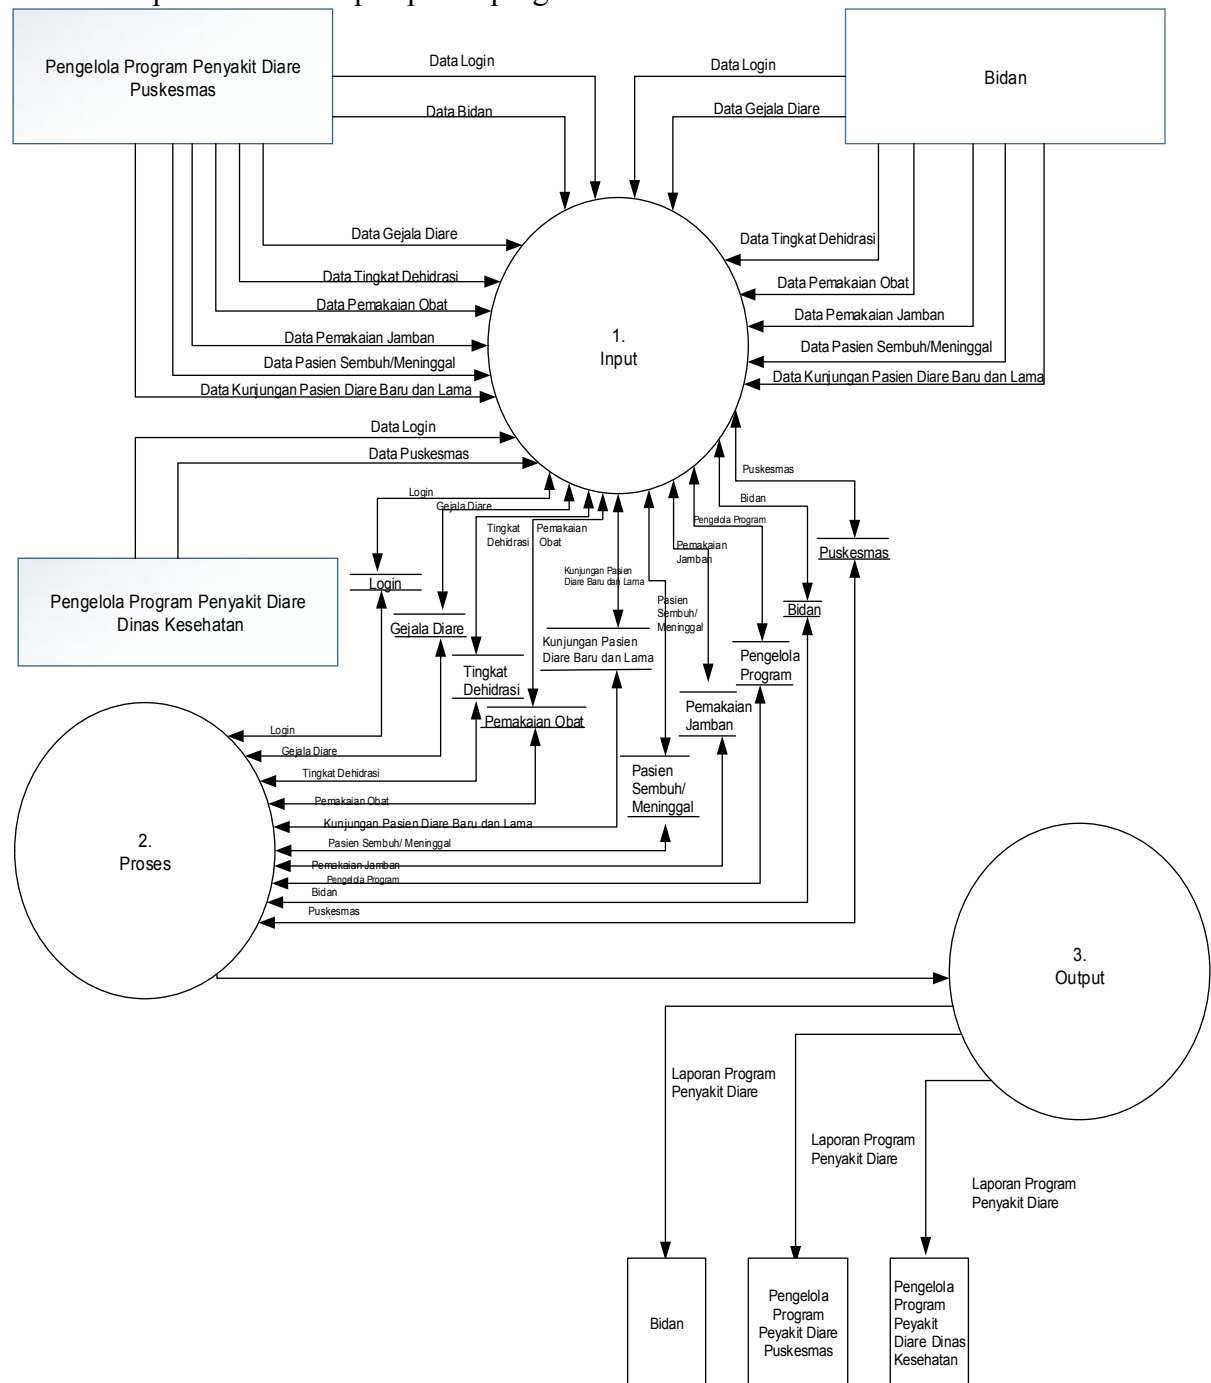 Pengelola Program Penyakit Diare
Puskesmas
Bidan
Data Login
Data Bidan
Data Login
Data Gejala Diare
Data Gejala Diare
Data Tingkat Dehidrasi
Data Pemakaian Obat
Data Pemakaian Jamban
Data Pasien Sembuh/Meninggal
Data Kunjungan Pasien Diare Baru dan Lama
Data Tingkat Dehidrasi
Data Pemakaian Obat
Data Pemakaian Jamban
Data Pasien Sembuh/Meninggal
Data Kunjungan Pasien Diare Baru dan Lama
1.
Input
Data Login
Data Puskesmas
Pengelola Program Penyakit Diare
Dinas Kesehatan
Login
Gejala Diare
Tingkat
Dehidrasi
Pemakaian
Obat
Kunjungan Pasien
Diare Baru dan Lama
Pasien
Sembuh/
Meninggal
Pemakaian
Jamban
Pengelola Program
Bidan
Puskesmas
Login
Gejala Diare
Tingkat
Dehidrasi
Pemakaian Obat
Kunjungan Pasien
Diare Baru dan Lama
Pasien
Sembuh/
Meninggal
Pemakaian
Jamban
Pengelola
Program
Bidan
Puskesmas
Login
Gejala Diare
Tingkat Dehidrasi
Pemakaian Obat
Kunjungan Pasien Diare Baru dan Lama
Pasien Sembuh/ Meninggal
Pemakaian Jamban
Pengelola Program
Bidan
Puskesmas
2.
Proses
3.
Output
Laporan Program
Penyakit Diare
Laporan Program
Penyakit Diare
Laporan Program
Penyakit Diare
Bidan
Pengelola
Program
Peyakit Diare
Puskesmas
Pengelola
Program
Peyakit
Diare Dinas
Kesehatan